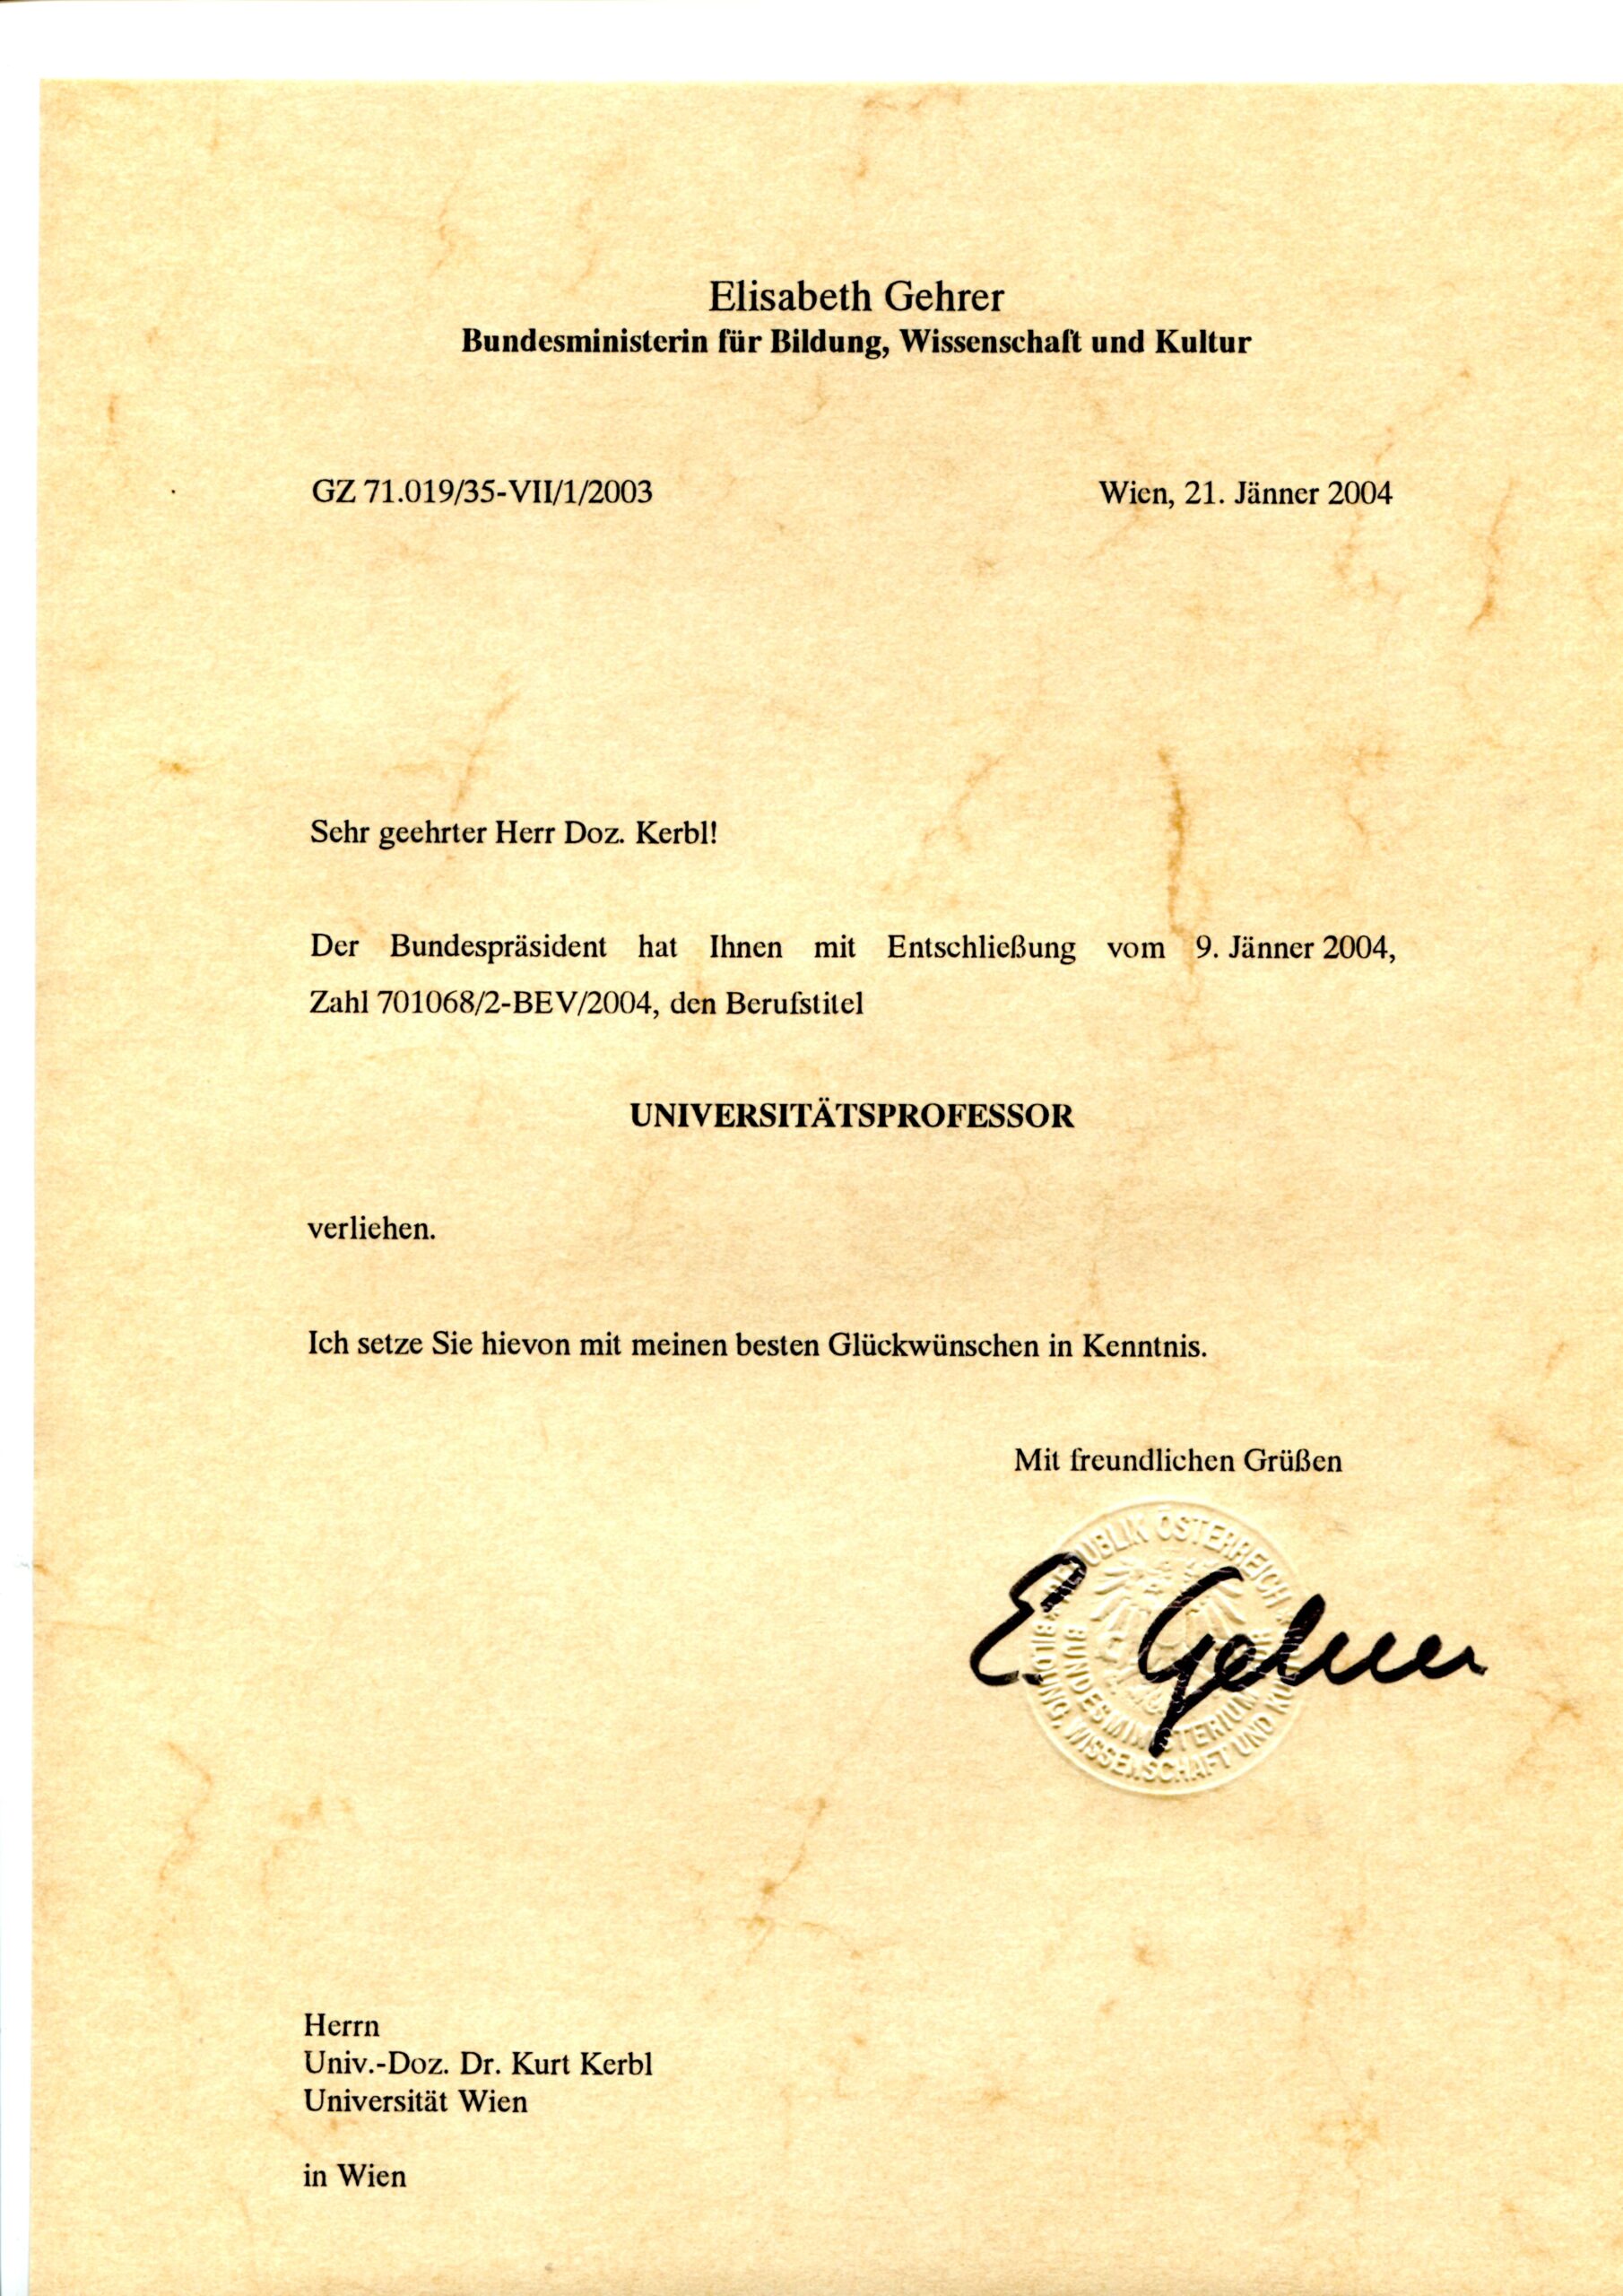 Elisabeth Gehrer
Bundesministerin für Bildung, Wissenschaft und Kultur
GZ 71.019/35-VII/1/2003
Wien, 21. Jänner 2004
Sehr geehrter Herr Doz. Kerbl!
Der Bundespräsident hat Ihnen mit Entschließung vom 9. Jänner 2004,
Zahl 701068/2-BEV/2004, den Berufstitel
UNIVERSITÄTSPROFESSOR
verliehen.
Ich setze Sie hievon mit meinen besten Glückwünschen in Kenntnis.
Mit freundlichen Grüßen
ÖSTERREICH
BUNDESMINISTERIUM
WISSENSCHAFT UND
E. Gehrer
Herrn
Univ.-Doz. Dr. Kurt Kerbl
Universität Wien
in Wien